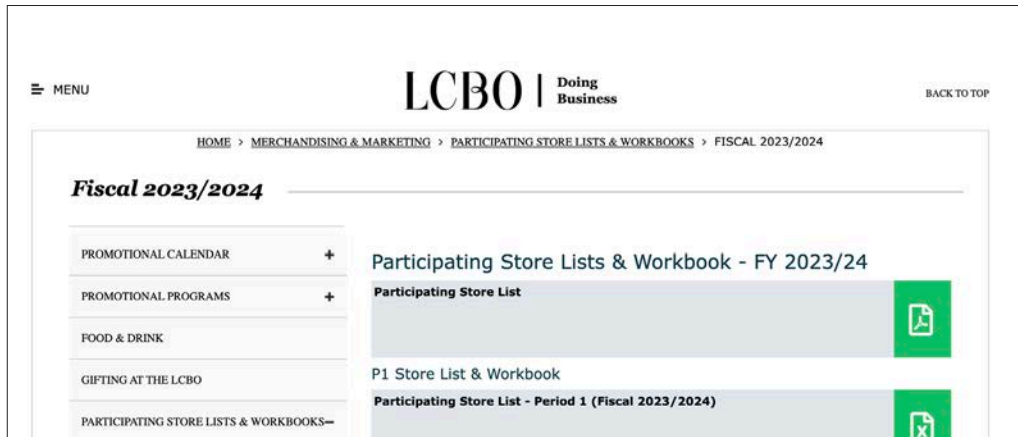 MENU
LCBO | Doing Business
BACK TO TOP
HOME > MERCHANDISING & MARKETING > PARTICIPATING STORE LISTS & WORKBOOKS > FISCAL 2023/2024
Fiscal 2023/2024
PROMOTIONAL CALENDAR +
PROMOTIONAL PROGRAMS +
FOOD & DRINK
GIFTING AT THE LCBO
PARTICIPATING STORE LISTS & WORKBOOKS−
Participating Store Lists & Workbook - FY 2023/24
Participating Store List
P1 Store List & Workbook
Participating Store List - Period 1 (Fiscal 2023/2024)